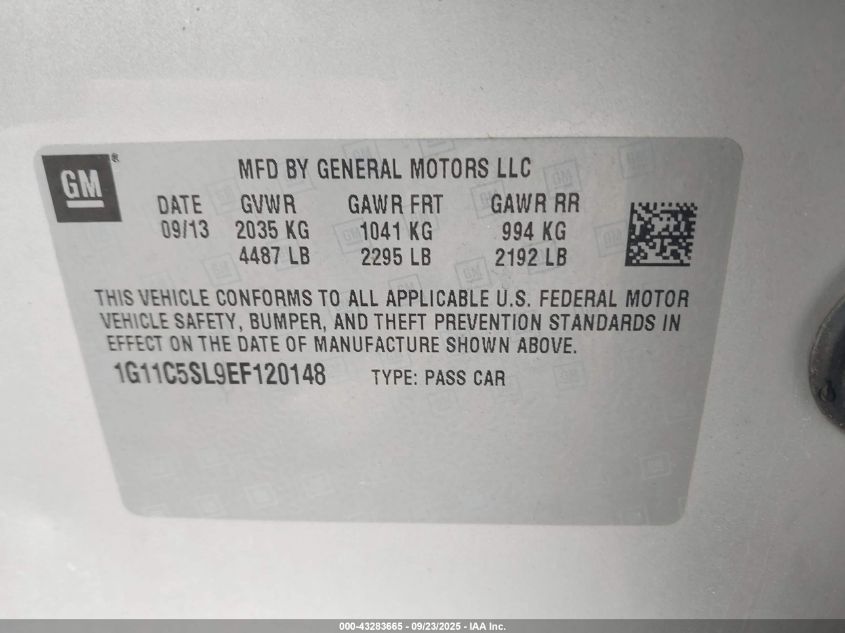 GM®
MFD BY GENERAL MOTORS LLC
DATE GVWR GAWR FRT GAWR RR
09/13 2035 KG 1041 KG 994 KG
4487 LB 2295 LB 2192 LB
THIS VEHICLE CONFORMS TO ALL APPLICABLE U.S. FEDERAL MOTOR
VEHICLE SAFETY, BUMPER, AND THEFT PREVENTION STANDARDS IN
EFFECT ON THE DATE OF MANUFACTURE SHOWN ABOVE.
1G11C5SL9EF120148 TYPE: PASS CAR
000-43283665 - 09/23/2025 - IAA Inc.